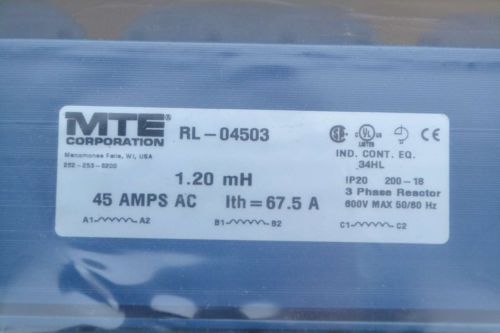 MTE®
CORPORATION
RL-04503
Menomonee Falls, WI, USA
262-253-8200
LISTED
IND. CONT. EQ.
34HL
1.20 mH
IP20 200-18
45 AMPS AC Ith = 67.5 A
3 Phase Reactor
600V MAX 50/60 Hz
A1 A2 B1 B2 C1 C2